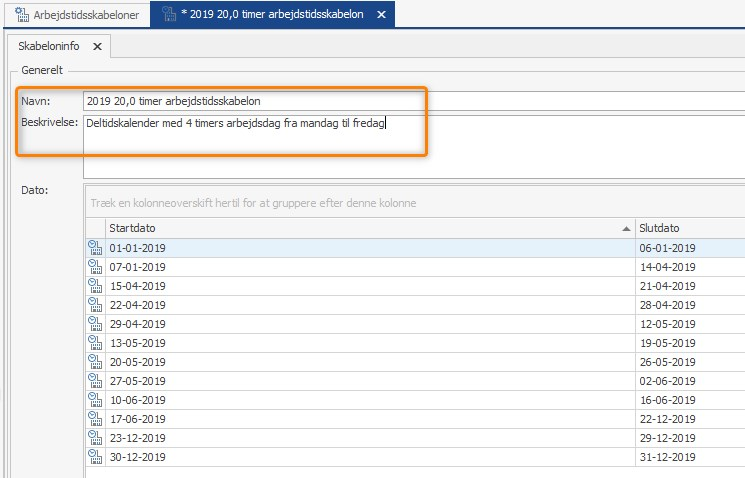 Arbejdstidsskabeloner * 2019 20,0 timer arbejdstidsskabelon
Skabeloninfo
Generelt
Navn: 2019 20,0 timer arbejdstidsskabelon
Beskrivelse: Deltidskalender med 4 timers arbejdsdag fra mandag til fredag
Dato:
Træk en kolonneoverskift hertil for at gruppere efter denne kolonne
Startdato Slutdato
01-01-2019 06-01-2019
07-01-2019 14-04-2019
15-04-2019 21-04-2019
22-04-2019 28-04-2019
29-04-2019 12-05-2019
13-05-2019 19-05-2019
20-05-2019 26-05-2019
27-05-2019 02-06-2019
10-06-2019 16-06-2019
17-06-2019 22-12-2019
23-12-2019 29-12-2019
30-12-2019 31-12-2019